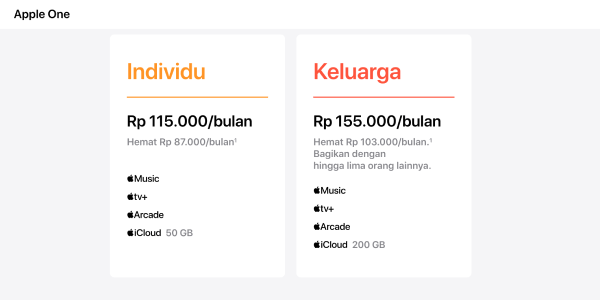 Apple One
Individu
Rp 115.000/bulan
Hemat Rp 87.000/bulan¹
Music
tv+
Arcade
iCloud 50 GB
Keluarga
Rp 155.000/bulan
Hemat Rp 103.000/bulan.¹
Bagikan dengan
hingga lima orang lainnya.
Music
tv+
Arcade
iCloud 200 GB